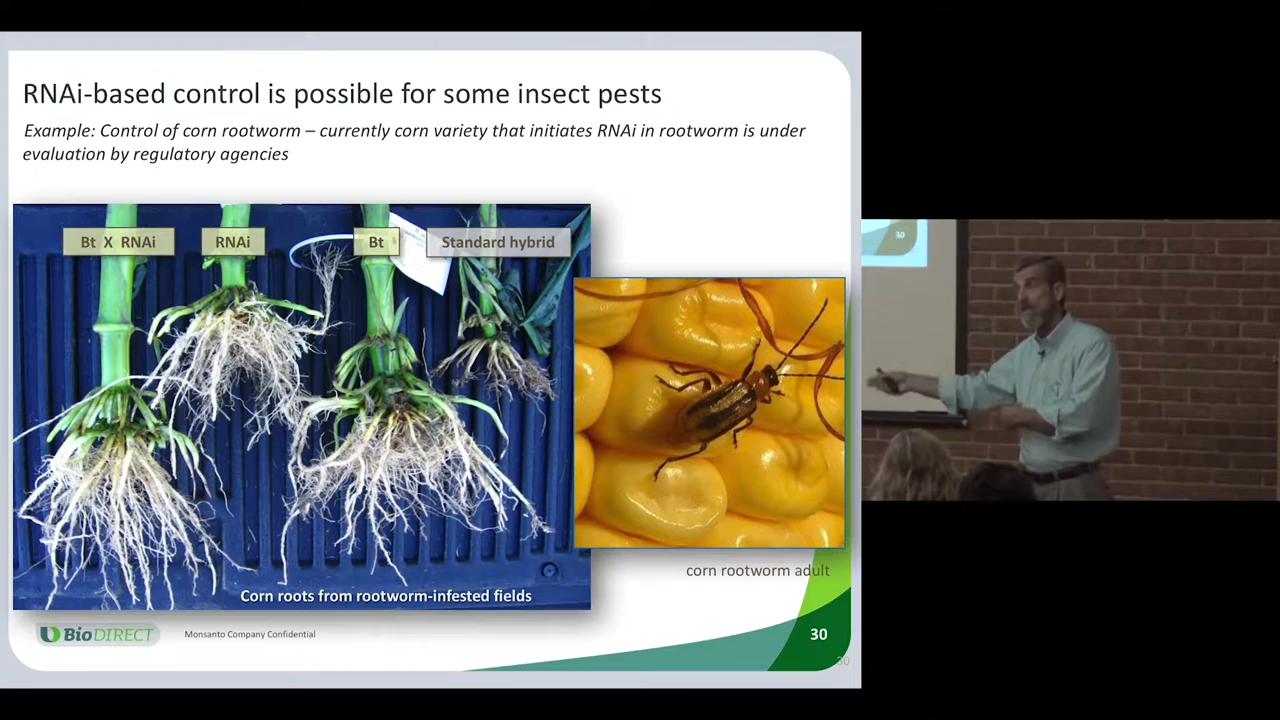 RNAi-based control is possible for some insect pests
Example: Control of corn rootworm – currently corn variety that initiates RNAi in rootworm is under
evaluation by regulatory agencies
Bt X RNAi
RNAi
Bt
Standard hybrid
Corn roots from rootworm-infested fields
corn rootworm adult
BioDIRECT
Monsanto Company Confidential
30
30
30